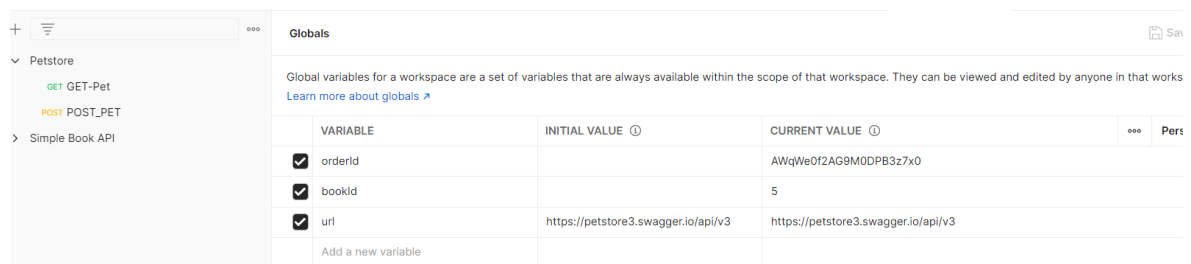 Globals
Sav
Petstore
GET GET-Pet
POST POST_PET
Simple Book API
Global variables for a workspace are a set of variables that are always available within the scope of that workspace. They can be viewed and edited by anyone in that works
Learn more about globals ↗
VARIABLE INITIAL VALUE CURRENT VALUE Pers
orderId AWqWe0f2AG9M0DPB3z7x0
bookId 5
url https://petstore3.swagger.io/api/v3 https://petstore3.swagger.io/api/v3
Add a new variable